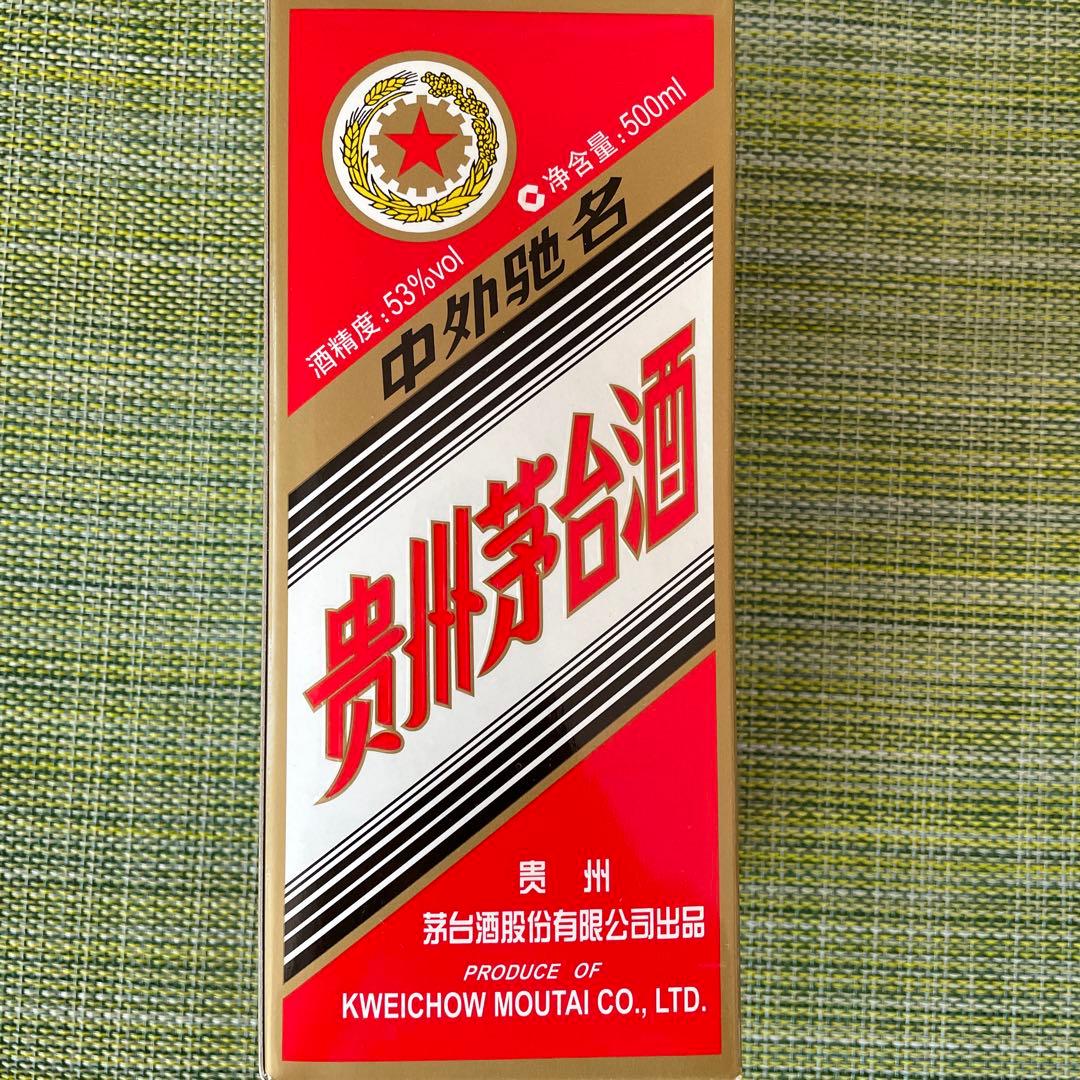 净含量:500ml
酒精度:53%vol
中外驰名
贵州茅台酒
贵州
茅台酒股份有限公司出品
PRODUCE OF
KWEICHOW MOUTAI CO., LTD.